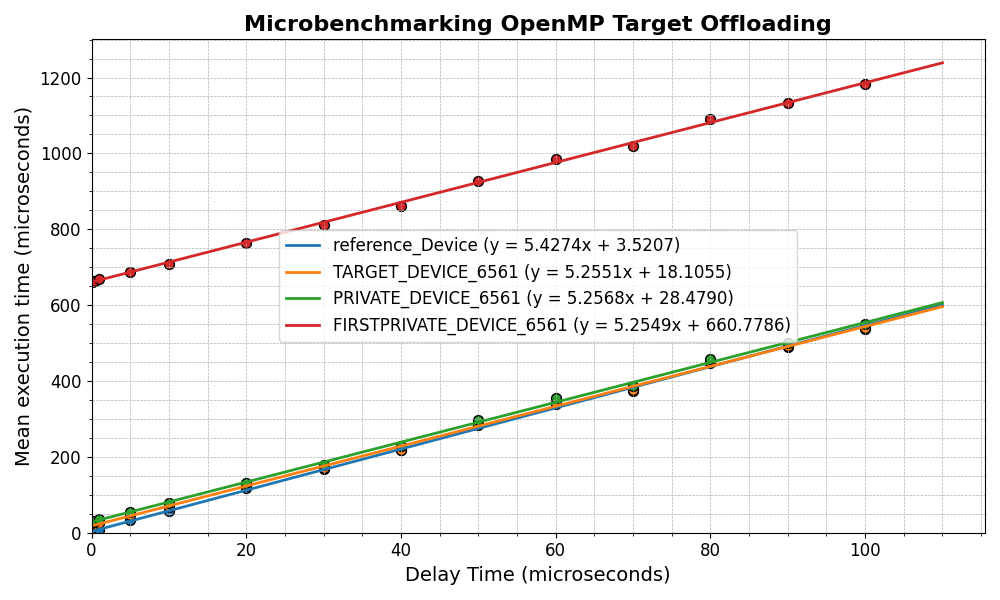 Microbenchmarking OpenMP Target Offloading
Mean execution time (microseconds)
1200
1000
800
600
400
200
0
reference_Device (y = 5.4274x + 3.5207)
TARGET_DEVICE_6561 (y = 5.2551x + 18.1055)
PRIVATE_DEVICE_6561 (y = 5.2568x + 28.4790)
FIRSTPRIVATE_DEVICE_6561 (y = 5.2549x + 660.7786)
0 20 40 60 80 100
Delay Time (microseconds)